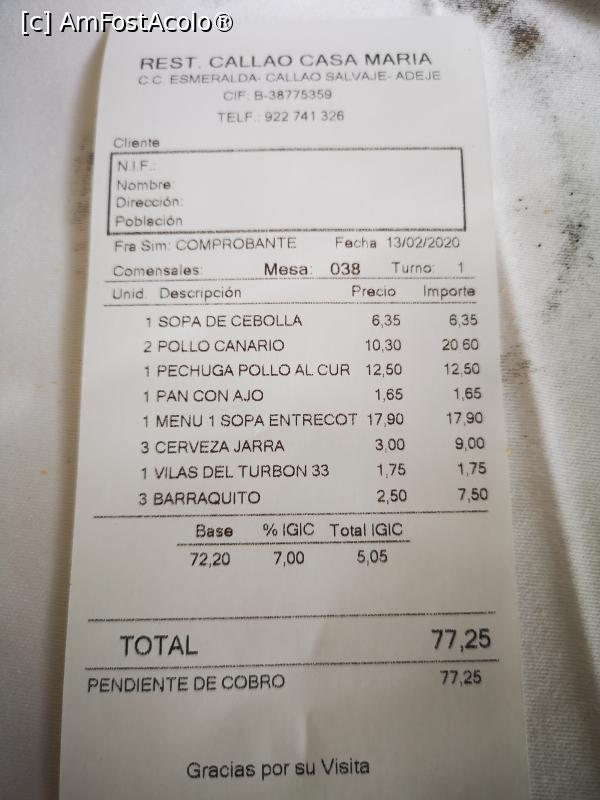 [c] AmFostAcolo®
REST. CALLAO CASA MARIA
C.C. ESMERALDA- CALLAO SALVAJE- ADEJE
CIF: B-38775359
TELF.: 922 741 326
Cliente
N.I.F.:
Nombre:
Dirección:
Población
Fra Sim: COMPROBANTE Fecha 13/02/2020
Comensales: Mesa: 038 Turno: 1
Unid. Descripción Precio Importe
1 SOPA DE CEBOLLA 6,35 6,35
2 POLLO CANARIO 10,30 20,60
1 PECHUGA POLLO AL CUR 12,50 12,50
1 PAN CON AJO 1,65 1,65
1 MENU 1 SOPA ENTRECOT 17,90 17,90
3 CERVEZA JARRA 3,00 9,00
1 VILAS DEL TURBON 33 1,75 1,75
3 BARRAQUITO 2,50 7,50
Base % IGIC Total IGIC
72,20 7,00 5,05
TOTAL 77,25
PENDIENTE DE COBRO 77,25
Gracias por su Visita